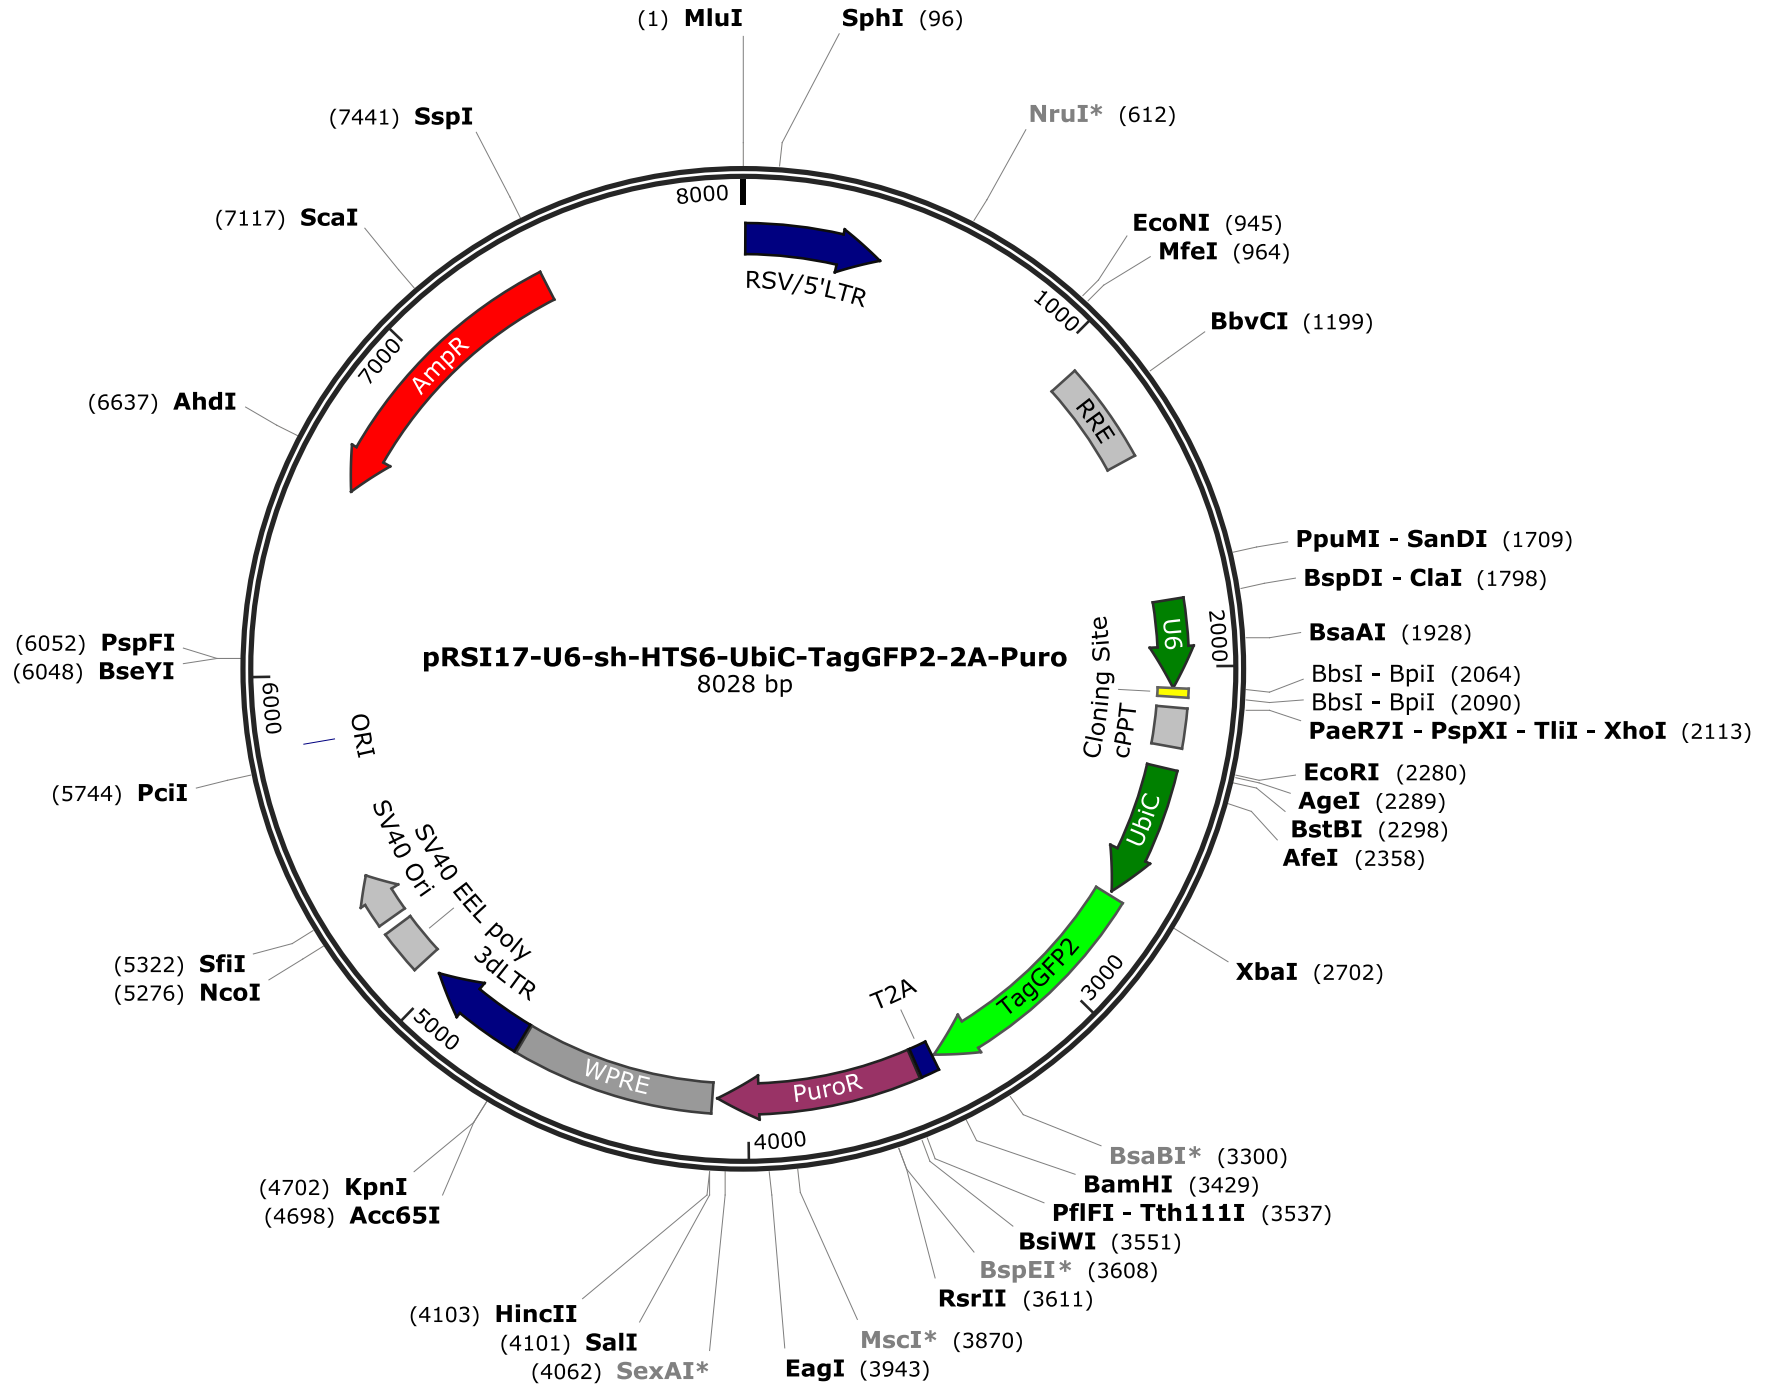 (1) MluI
SphI (96)
NruI* (612)
EcoNI (945)
MfeI (964)
BbvCI (1199)
PpuMI - SanDI (1709)
BspDI - ClaI (1798)
BsaAI (1928)
BbsI - BpiI (2064)
BbsI - BpiI (2090)
PaeR7I - PspXI - TliI - XhoI (2113)
EcoRI (2280)
AgeI (2289)
BstBI (2298)
AfeI (2358)
XbaI (2702)
BsaBI* (3300)
BamHI (3429)
PflFI - Tth111I (3537)
BsiWI (3551)
BspEI* (3608)
RsrII (3611)
MscI* (3870)
EagI (3943)
(4062) SexAI*
(4101) SalI
(4103) HincII
(4698) Acc65I
(4702) KpnI
(5276) NcoI
(5322) SfiI
(5744) PciI
(6048) BseYI
(6052) PspFI
(6637) AhdI
(7117) ScaI
(7441) SspI
8000
1000
2000
3000
4000
5000
6000
7000
RSV/5'LTR
RRE
U6
Cloning Site
cPPT
UbiC
TagGFP2
T2A
PuroR
WPRE
3dLTR
SV40 EEL poly
SV40 Ori
ORI
AmpR
pRSI17-U6-sh-HTS6-UbiC-TagGFP2-2A-Puro
8028 bp